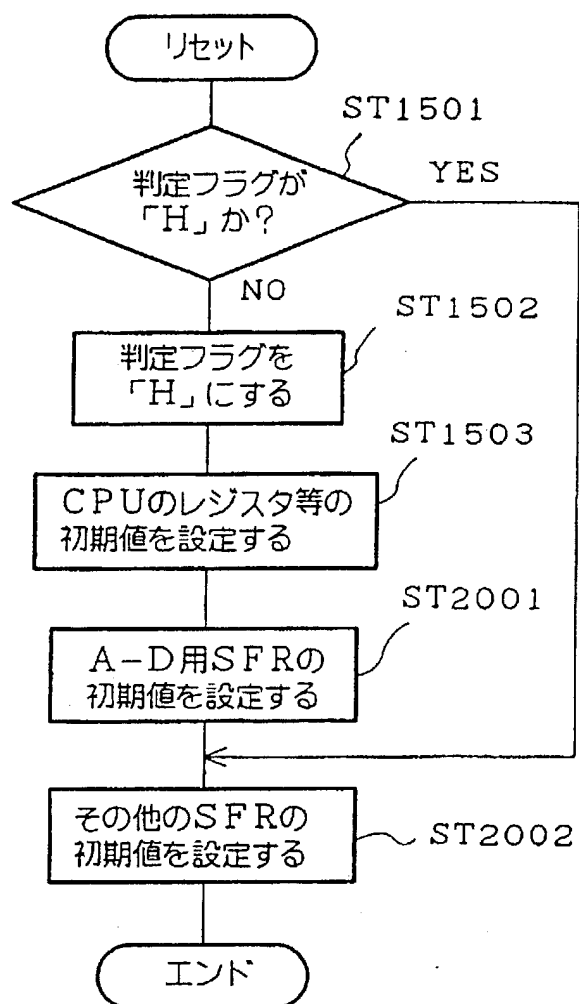 リセット
ST1501
判定フラグが
「H」か?
YES
NO
ST1502
判定フラグを
「H」にする
ST1503
CPUのレジスタ等の
初期値を設定する
ST2001
A-D用SFRの
初期値を設定する
その他のSFRの
初期値を設定する
ST2002
エンド